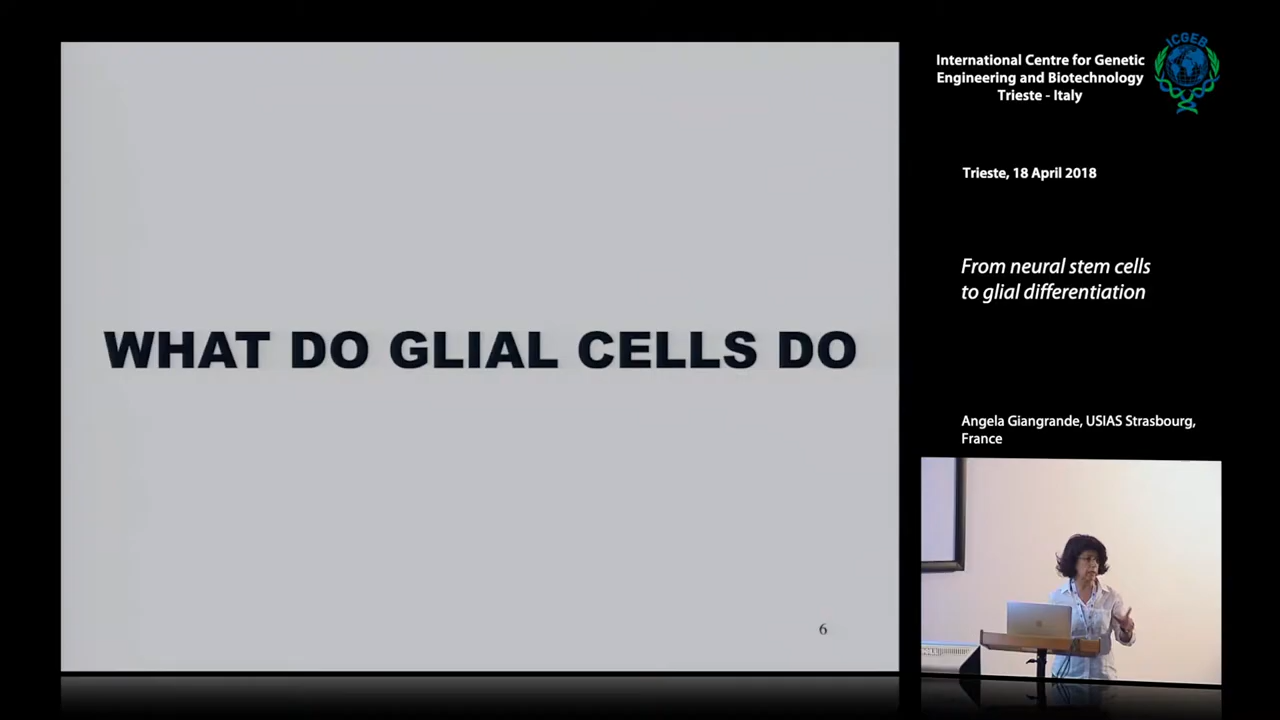 WHAT DO GLIAL CELLS DO
6
International Centre for Genetic
Engineering and Biotechnology
Trieste - Italy
ICGEB
Trieste, 18 April 2018
From neural stem cells
to glial differentiation
Angela Giangrande, USIAS Strasbourg,
France